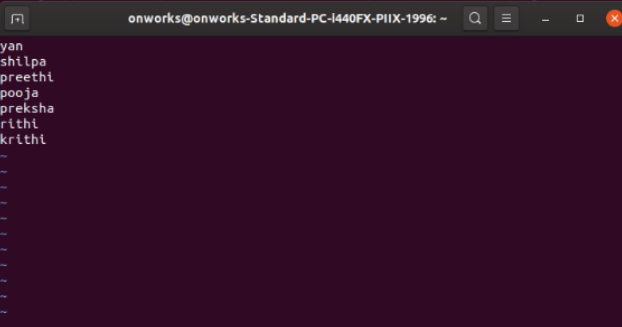 onworks@onworks-Standard-PC-i440FX-PIIX-1996: ~
yan
shilpa
preethi
pooja
preksha
rithi
krithi
~
~
~
~
~
~
~
~
~
~
~